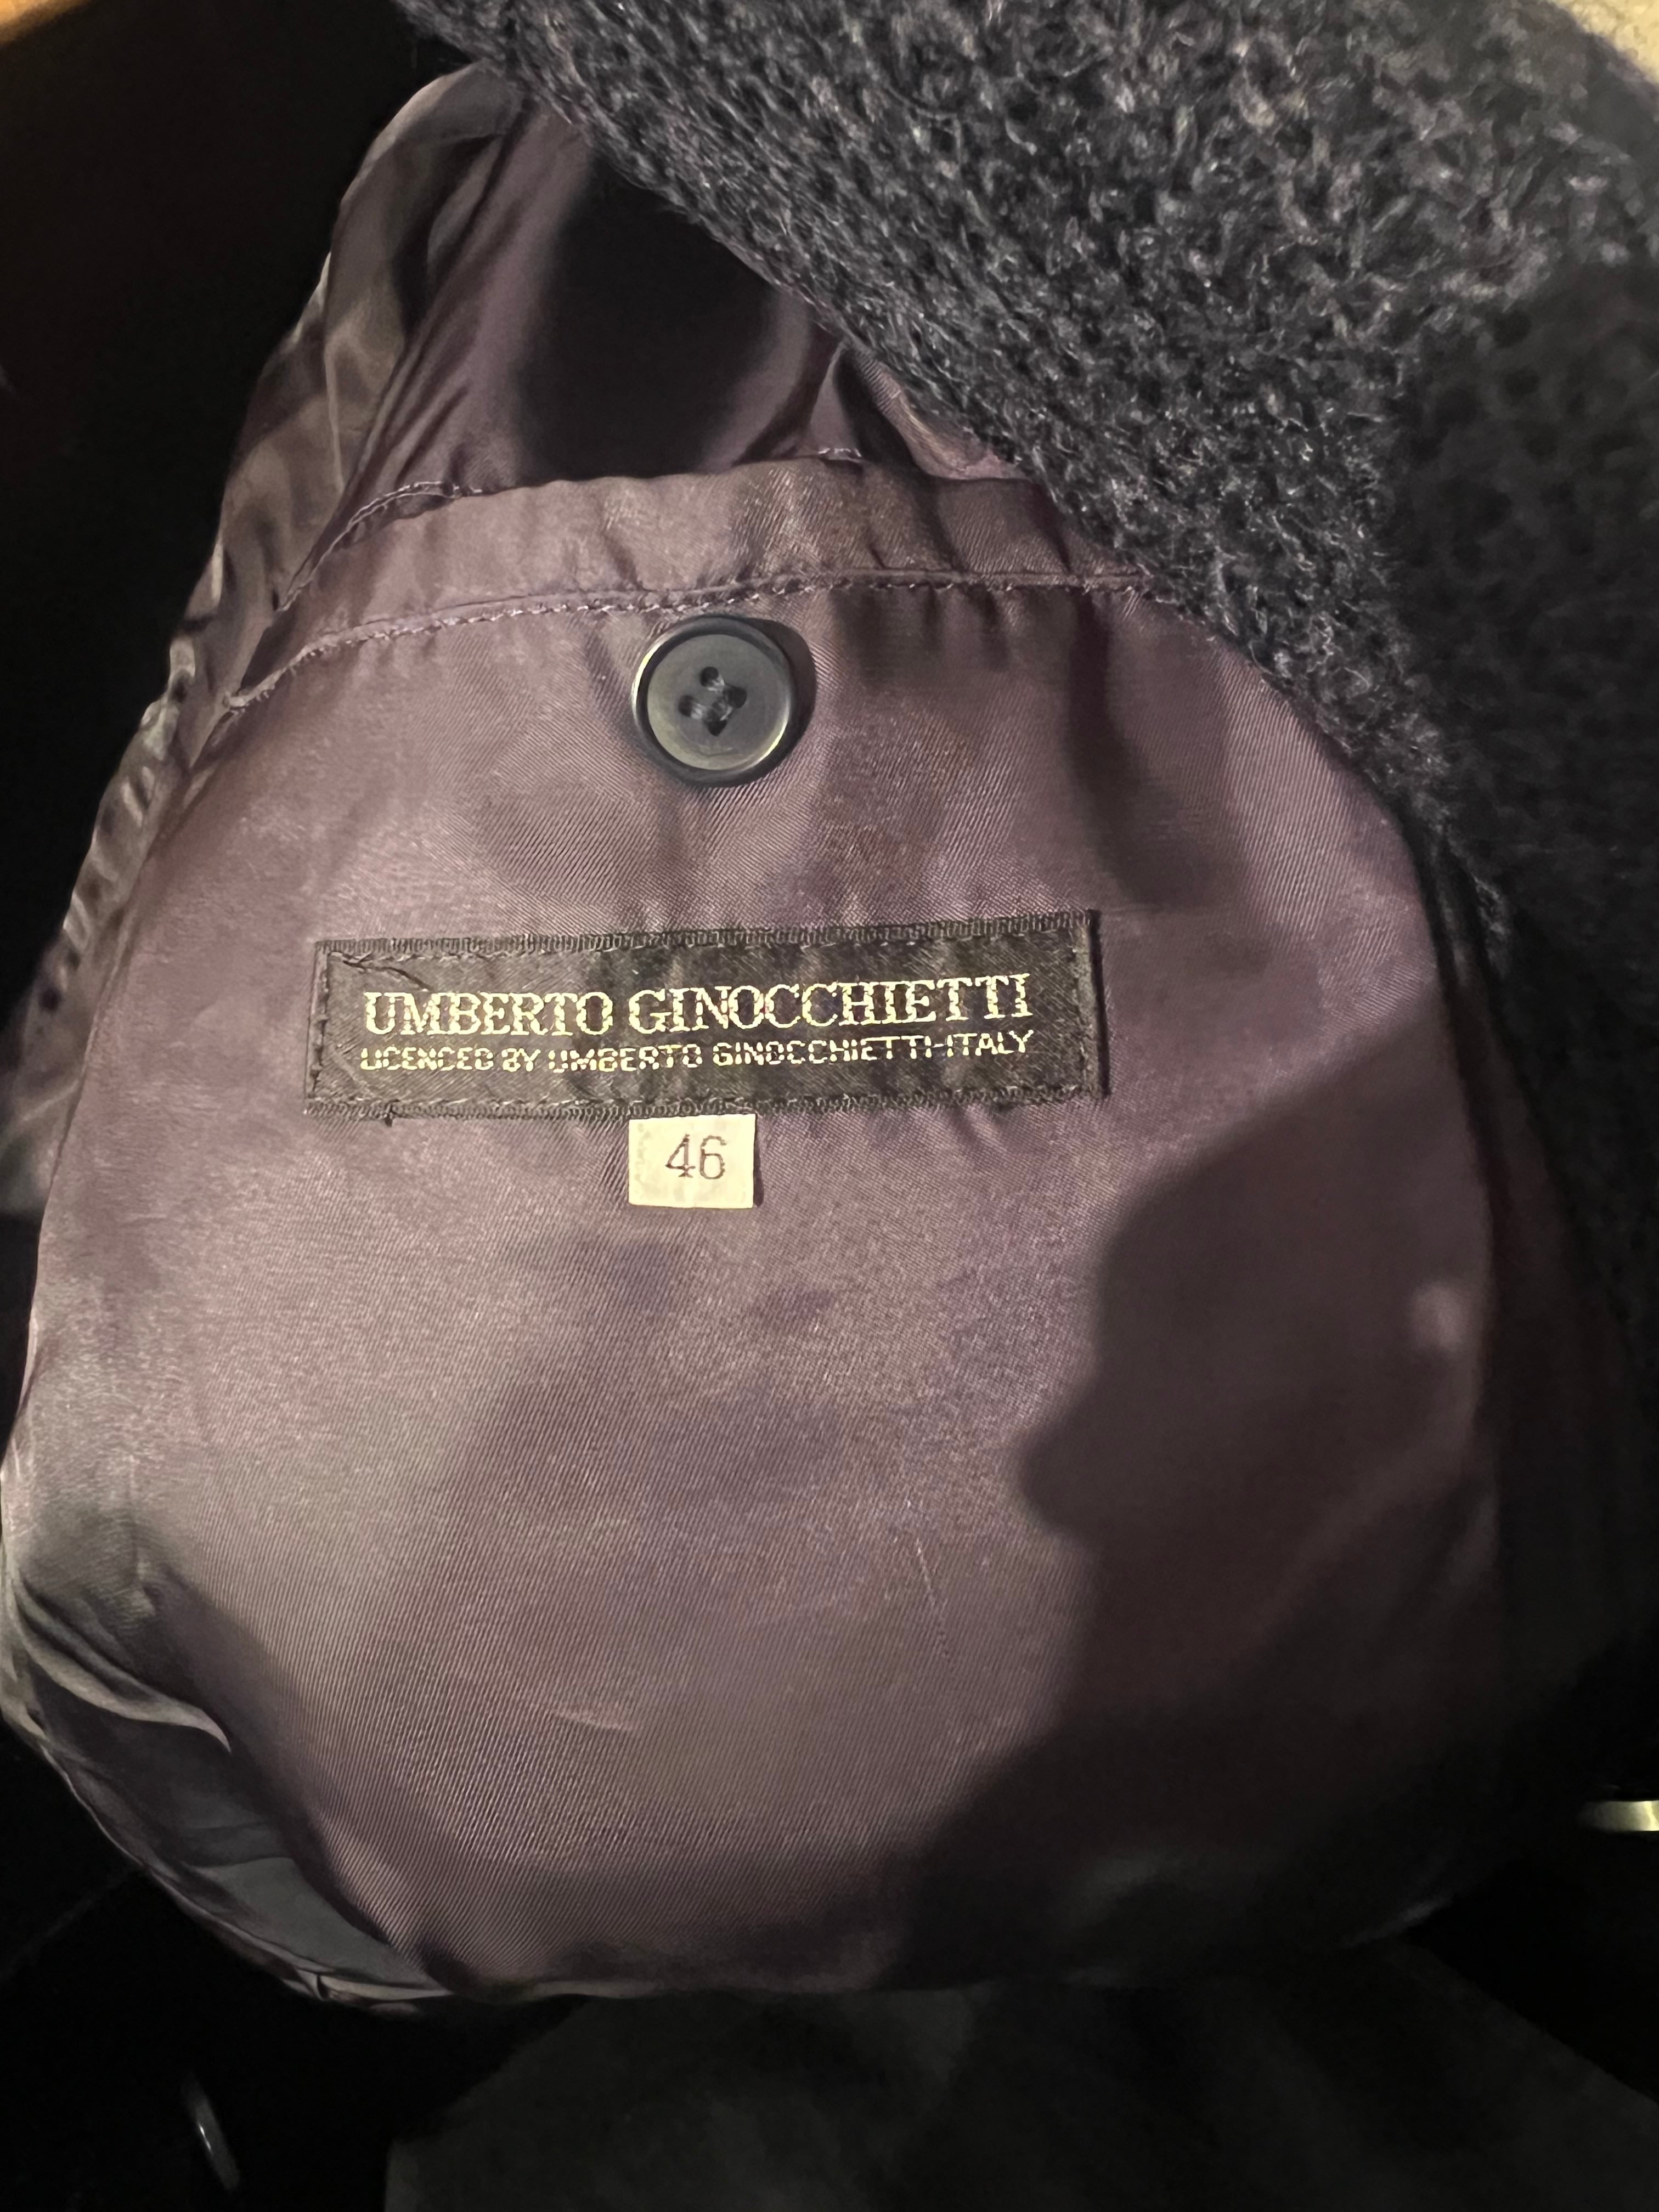 UMBERTO GINOCCHIETTI
LICENCED BY UMBERTO GINOCCHIETTI-ITALY
46